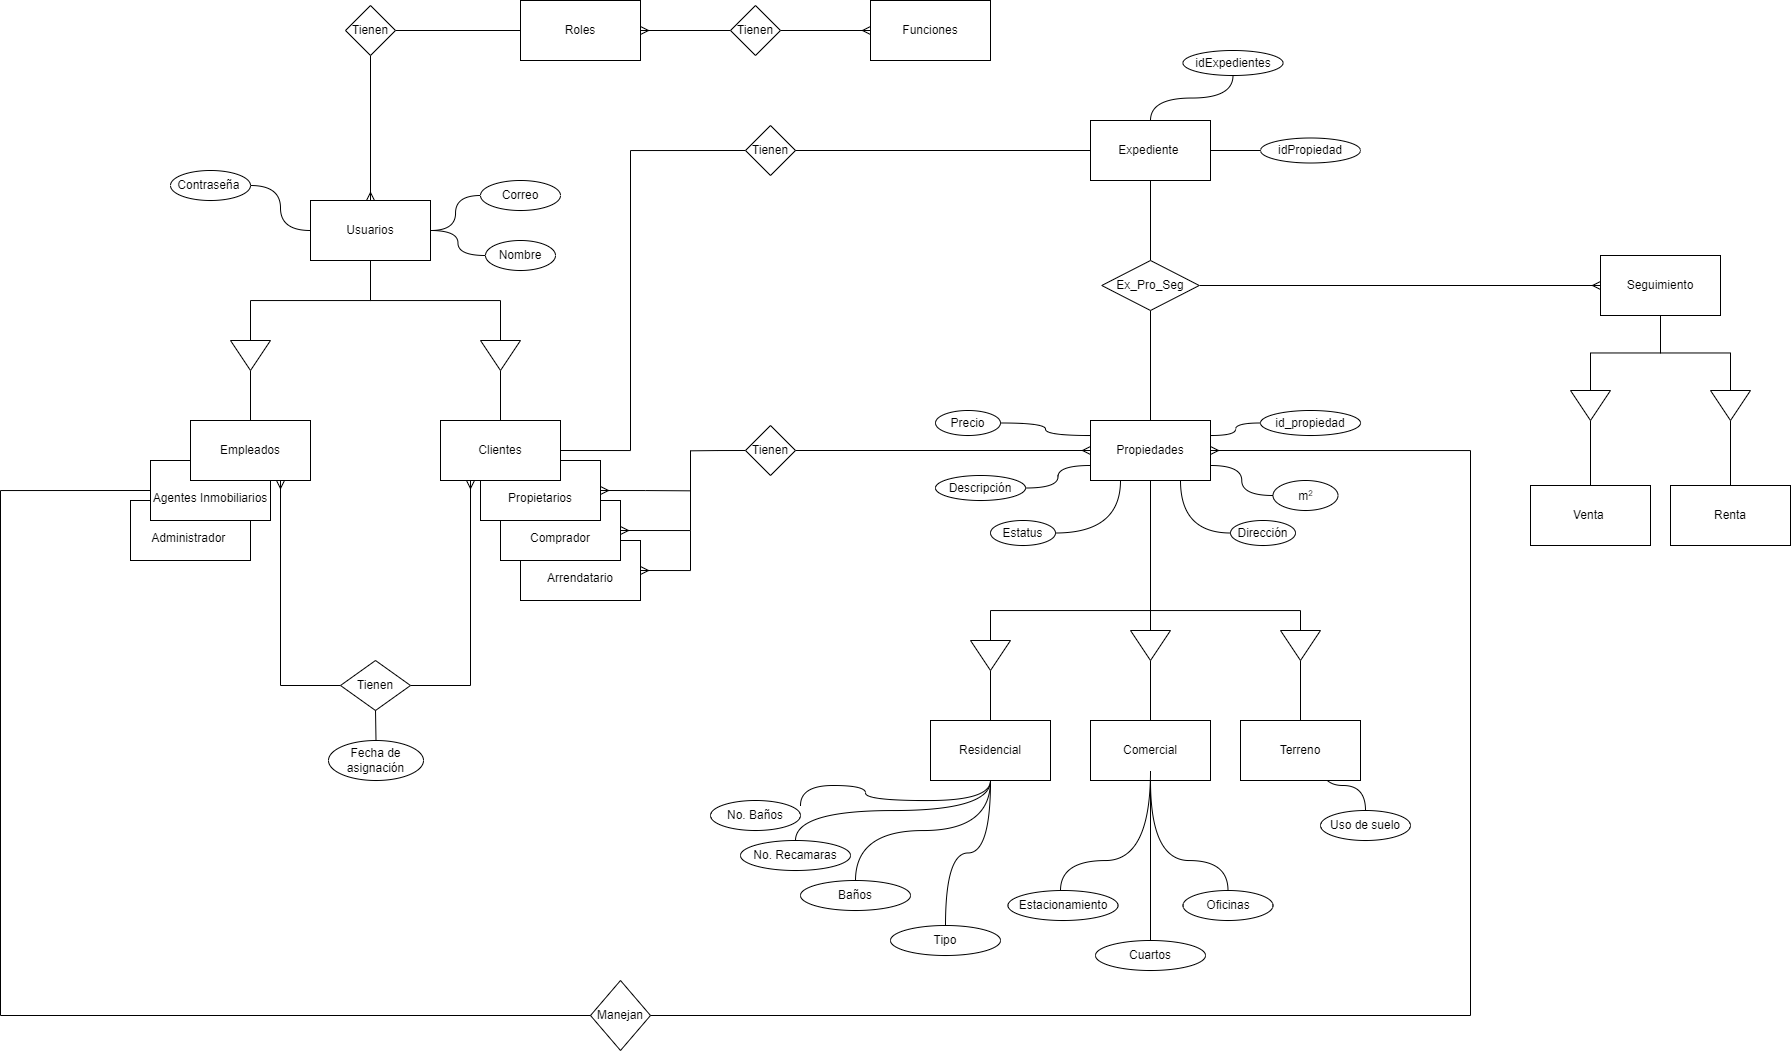 Tienen
Roles
Tienen
Funciones
idExpedientes
Tienen
Expediente
idPropiedad
Contraseña
Correo
Usuarios
Nombre
Ex_Pro_Seg
Seguimiento
Precio
id_propiedad
Empleados
Clientes
Tienen
Propiedades
Agentes Inmobiliarios
Propietarios
Descripción
m²
Venta
Renta
Administrador
Comprador
Estatus
Dirección
Arrendatario
Tienen
Fecha de
asignación
Residencial
Comercial
Terreno
No. Baños
Uso de suelo
No. Recamaras
Baños
Estacionamiento
Oficinas
Tipo
Cuartos
Manejan